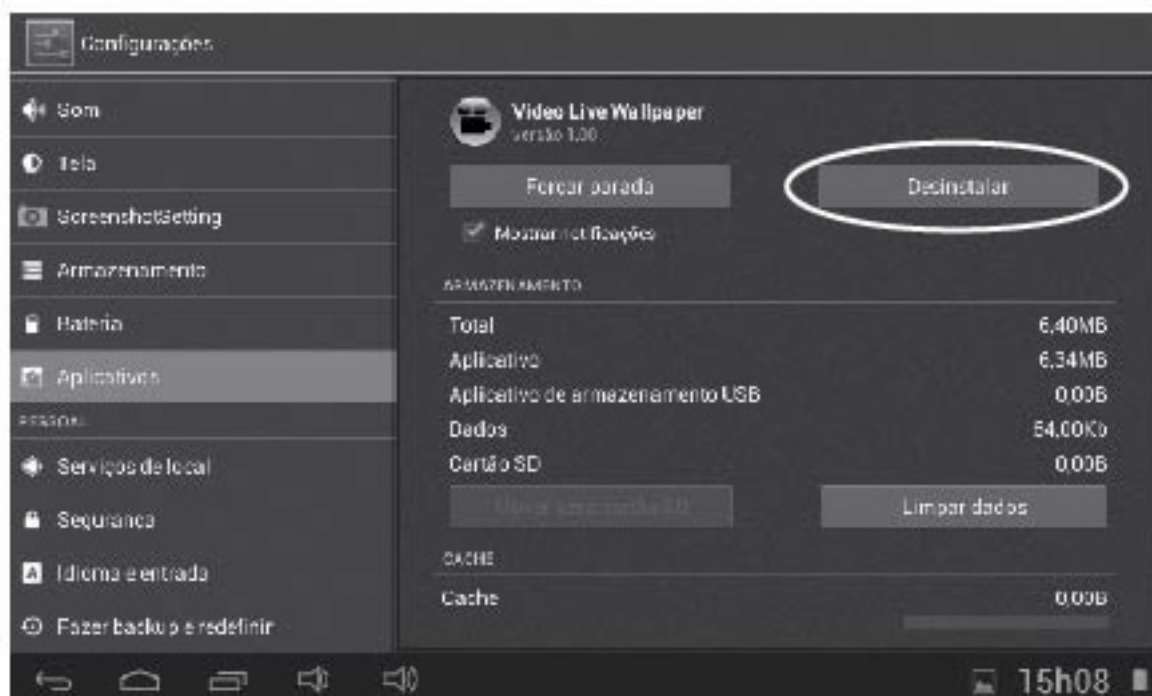 Configurações
Som
Tela
ScreenshotSetting
Armazenamento
Bateria
Aplicativos
PESSOAL
Serviços de local
Segurança
Idioma e entrada
Fazer backup e redefinir
Video Live Wallpaper
versão 1.00
Forçar parada
Desinstalar
Mostrar notificações
ARMAZENAMENTO
Total 6,40MB
Aplicativo 6,34MB
Aplicativo de armazenamento USB 0,00B
Dados 64,00Kb
Cartão SD 0,00B
Limpar dados
CACHE
Cache 0,00B
15h08